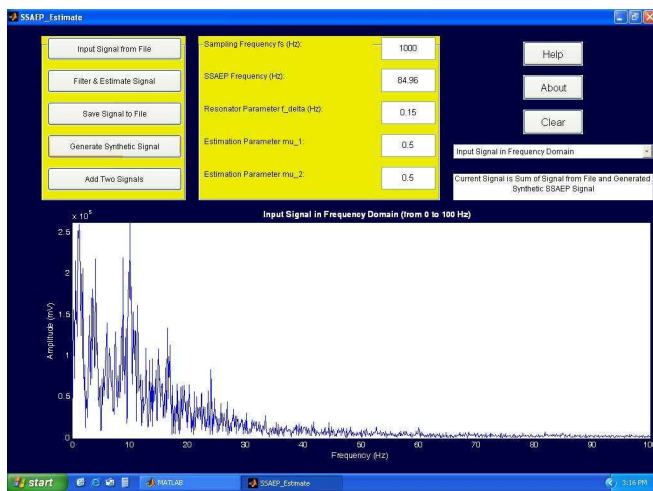 SSAEP_Estimate
Input Signal from File
Filter & Estimate Signal
Save Signal to File
Generate Synthetic Signal
Add Two Signals
Sampling Frequency fs (Hz):
1000
SSAEP Frequency (Hz):
84.96
Resonator Parameter f_delta (Hz):
0.15
Estimation Parameter mu_1:
0.5
Estimation Parameter mu_2:
0.5
Help
About
Clear
Input Signal in Frequency Domain
Current Signal is Sum of Signal from File and Generated
Synthetic SSAEP Signal
Input Signal in Frequency Domain (from 0 to 100 Hz)
x 10^5
2.5
2
1.5
1
0.5
0
Amplitude (mV)
0 10 20 30 40 50 60 70 80 90 100
Frequency (Hz)
start
MATLAB
SSAEP_Estimate
3:16 PM